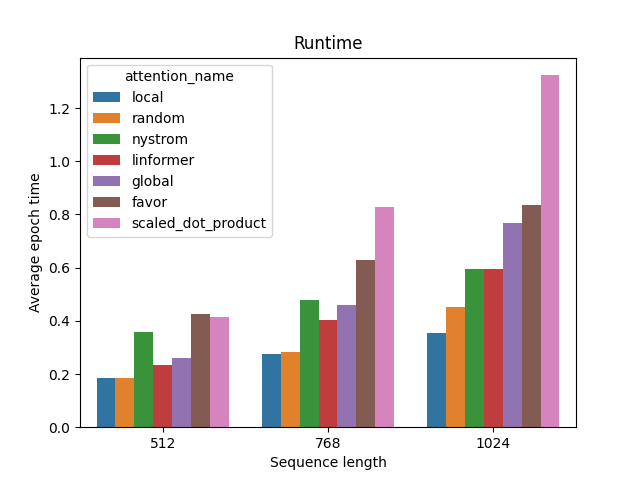 Runtime
attention_name
local
random
nystrom
linformer
global
favor
scaled_dot_product
Average epoch time
1.2
1.0
0.8
0.6
0.4
0.2
0.0
512 768 1024
Sequence length